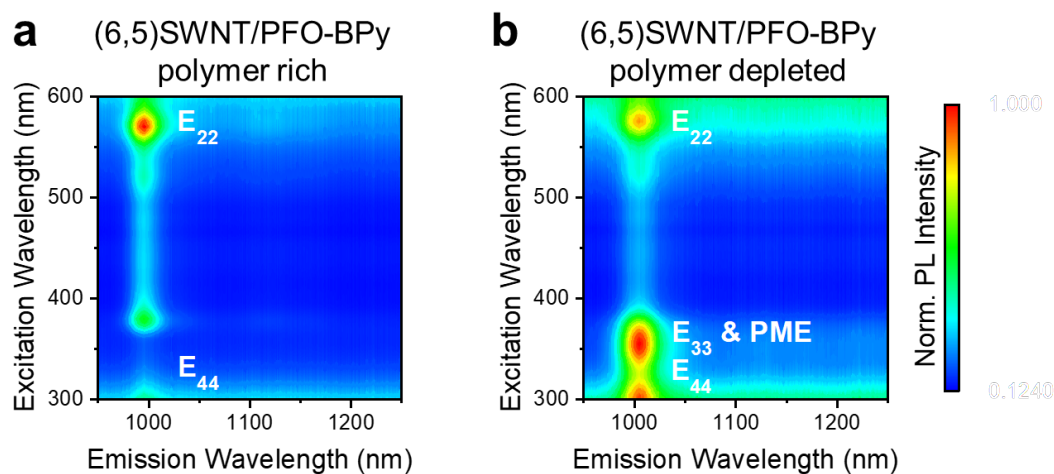 a (6,5)SWNT/PFO-BPy
polymer rich
Excitation Wavelength (nm)
600
500
400
300
E22
E44
1000 1100 1200
Emission Wavelength (nm)
b (6,5)SWNT/PFO-BPy
polymer depleted
Excitation Wavelength (nm)
600
500
400
300
E22
E33 & PME
E44
1000 1100 1200
Emission Wavelength (nm)
Norm. PL Intensity
1.000
0.1240